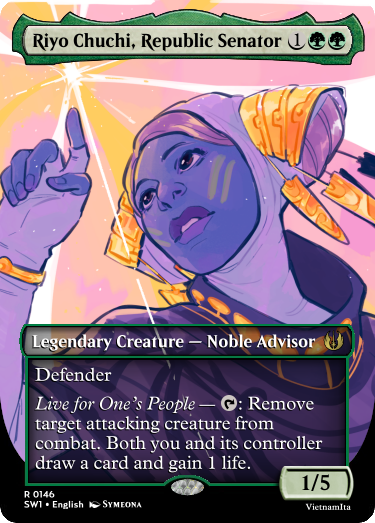 Riyo Chuchi, Republic Senator 1
Legendary Creature — Noble Advisor
Defender
Live for One's People — : Remove
target attacking creature from
combat. Both you and its controller
draw a card and gain 1 life.
1/5
R 0146
SW1 • English SYMEONA
VietnamIta